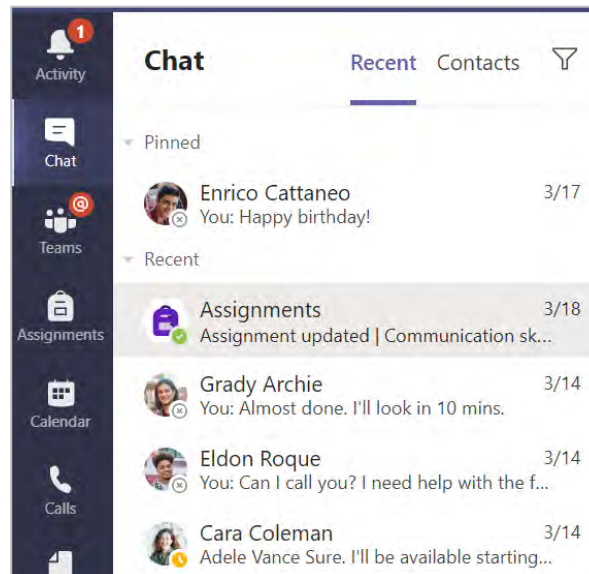 1
Activity
Chat
@
Teams
Assignments
Calendar
Calls
Chat Recent Contacts
Pinned
Enrico Cattaneo 3/17
You: Happy birthday!
Recent
Assignments 3/18
Assignment updated | Communication sk...
Grady Archie 3/14
You: Almost done. I'll look in 10 mins.
Eldon Roque 3/14
You: Can I call you? I need help with the f...
Cara Coleman 3/14
Adele Vance Sure. I'll be available starting...